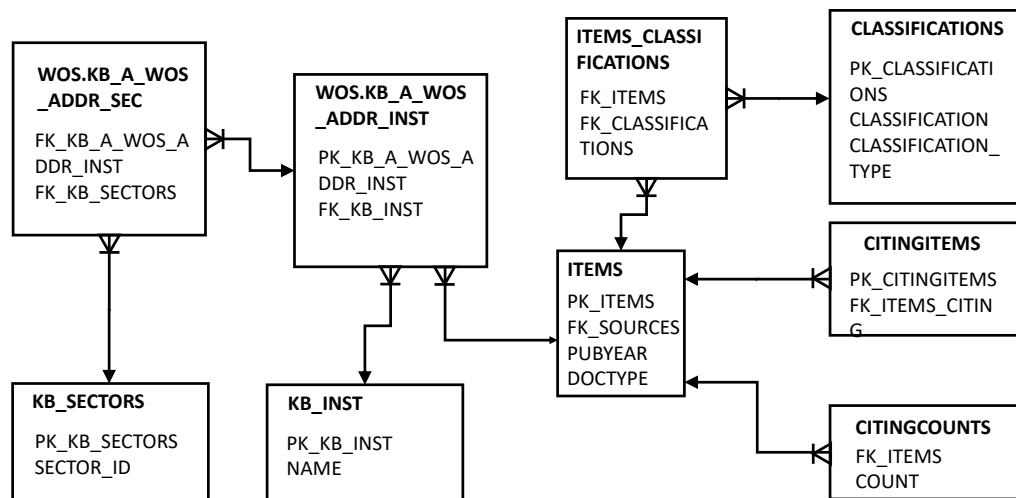 WOS.KB_A_WOS
_ADDR_SEC
FK_KB_A_WOS_A
DDR_INST
FK_KB_SECTORS
WOS.KB_A_WOS
_ADDR_INST
PK_KB_A_WOS_A
DDR_INST
FK_KB_INST
ITEMS_CLASSI
FICATIONS
FK_ITEMS
FK_CLASSIFICA
TIONS
CLASSIFICATIONS
PK_CLASSIFICATI
ONS
CLASSIFICATION
CLASSIFICATION_
TYPE
ITEMS
PK_ITEMS
FK_SOURCES
PUBYEAR
DOCTYPE
CITINGITEMS
PK_CITINGITEMS
FK_ITEMS_CITIN
G
KB_SECTORS
PK_KB_SECTORS
SECTOR_ID
KB_INST
PK_KB_INST
NAME
CITINGCOUNTS
FK_ITEMS
COUNT